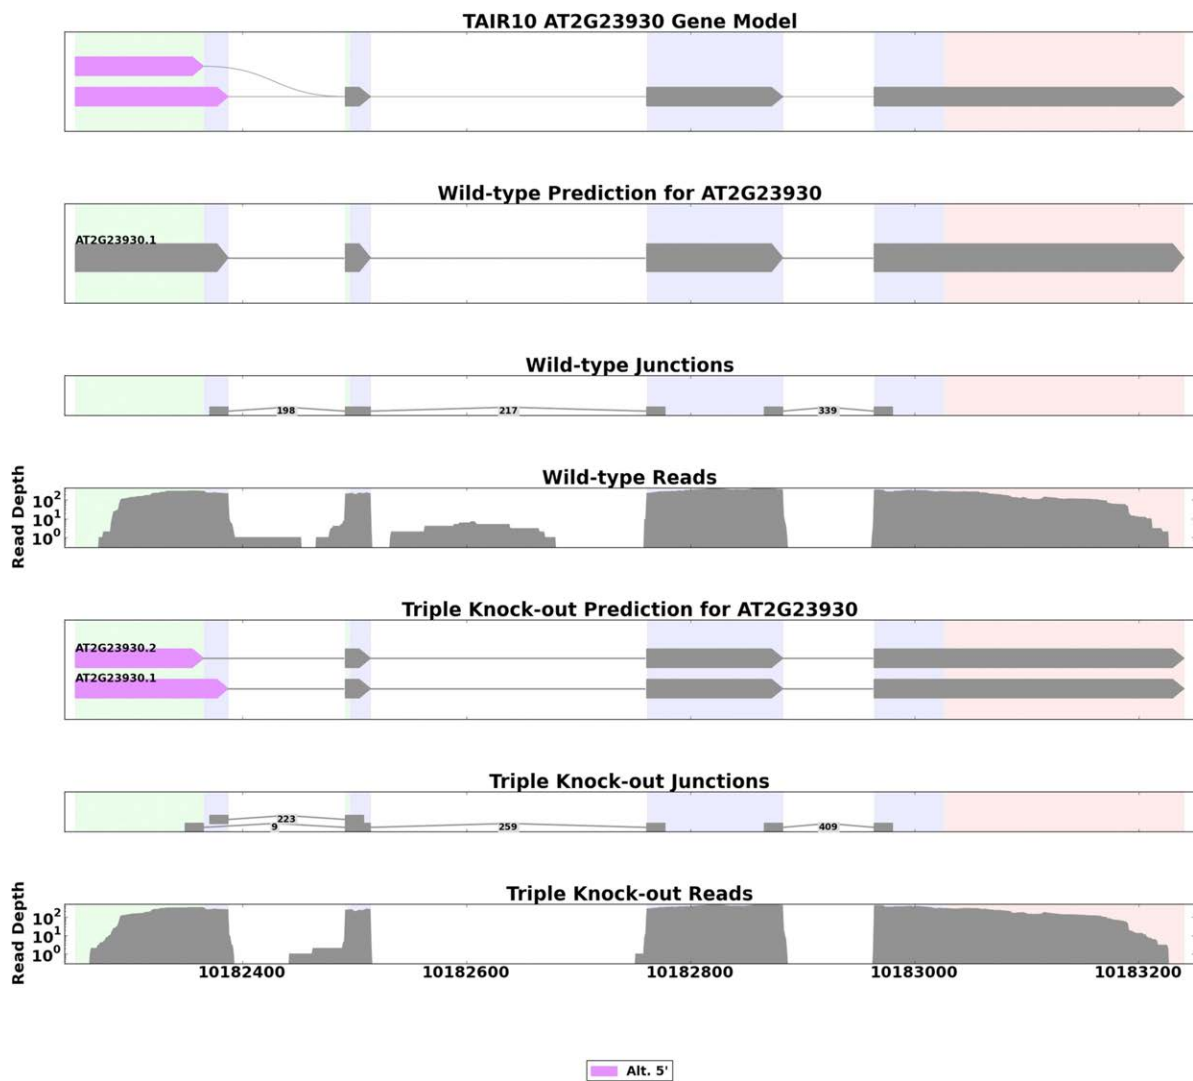 TAIR10 AT2G23930 Gene Model
Wild-type Prediction for AT2G23930
AT2G23930.1
Wild-type Junctions
198 217 339
Wild-type Reads
Read Depth
10²
10¹
10⁰
Triple Knock-out Prediction for AT2G23930
AT2G23930.2
AT2G23930.1
Triple Knock-out Junctions
223
9 259 409
Triple Knock-out Reads
Read Depth
10²
10¹
10⁰
10182400 10182600 10182800 10183000 10183200
Alt. 5'